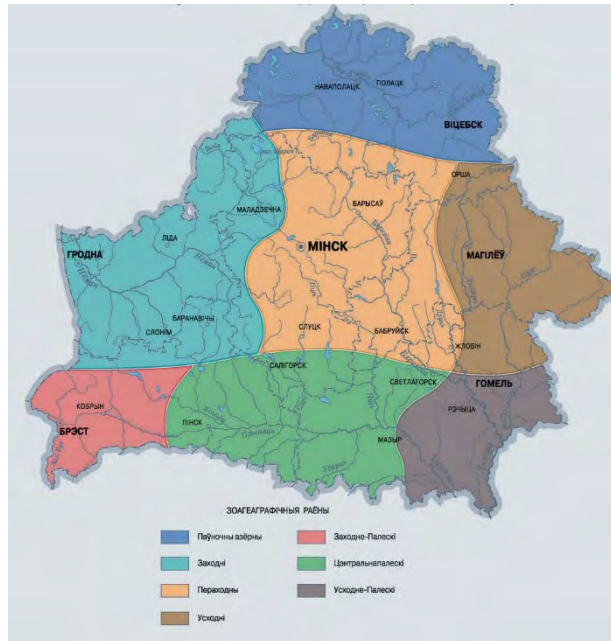 НАВАПОЛАЦК
ПОЛАЦК
ВІЦЕБСК
ОРША
БАРЫСАЎ
МАЛАДЗЕЧНА
МІНСК
ЛІДА
ГРОДНА
МАГІЛЁЎ
БАРАНАВІЧЫ
СЛОНІМ
СЛУЦК
БАБРУЙСК
ЖЛОБІН
САЛІГОРСК
СВЕТЛАГОРСК
ГОМЕЛЬ
КОБРЫН
РЭЧЫЦА
БРЭСТ
ПІНСК
МАЗЫР
ЗООГЕАГРАФІЧНЫЯ РАЁНЫ
Паўночны азёрны
Заходне-Палескі
Заходні
Цэнтральнапалескі
Пераходны
Усходне-Палескі
Усходні